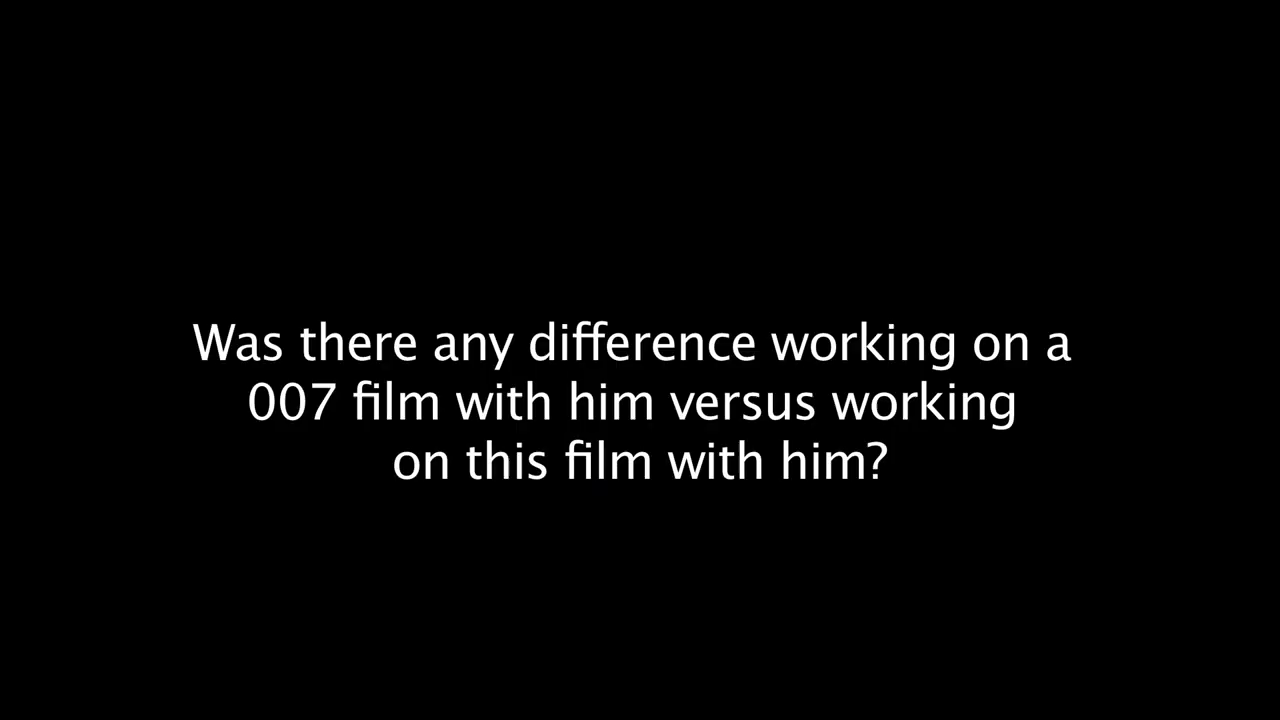 Was there any difference working on a
007 film with him versus working
on this film with him?